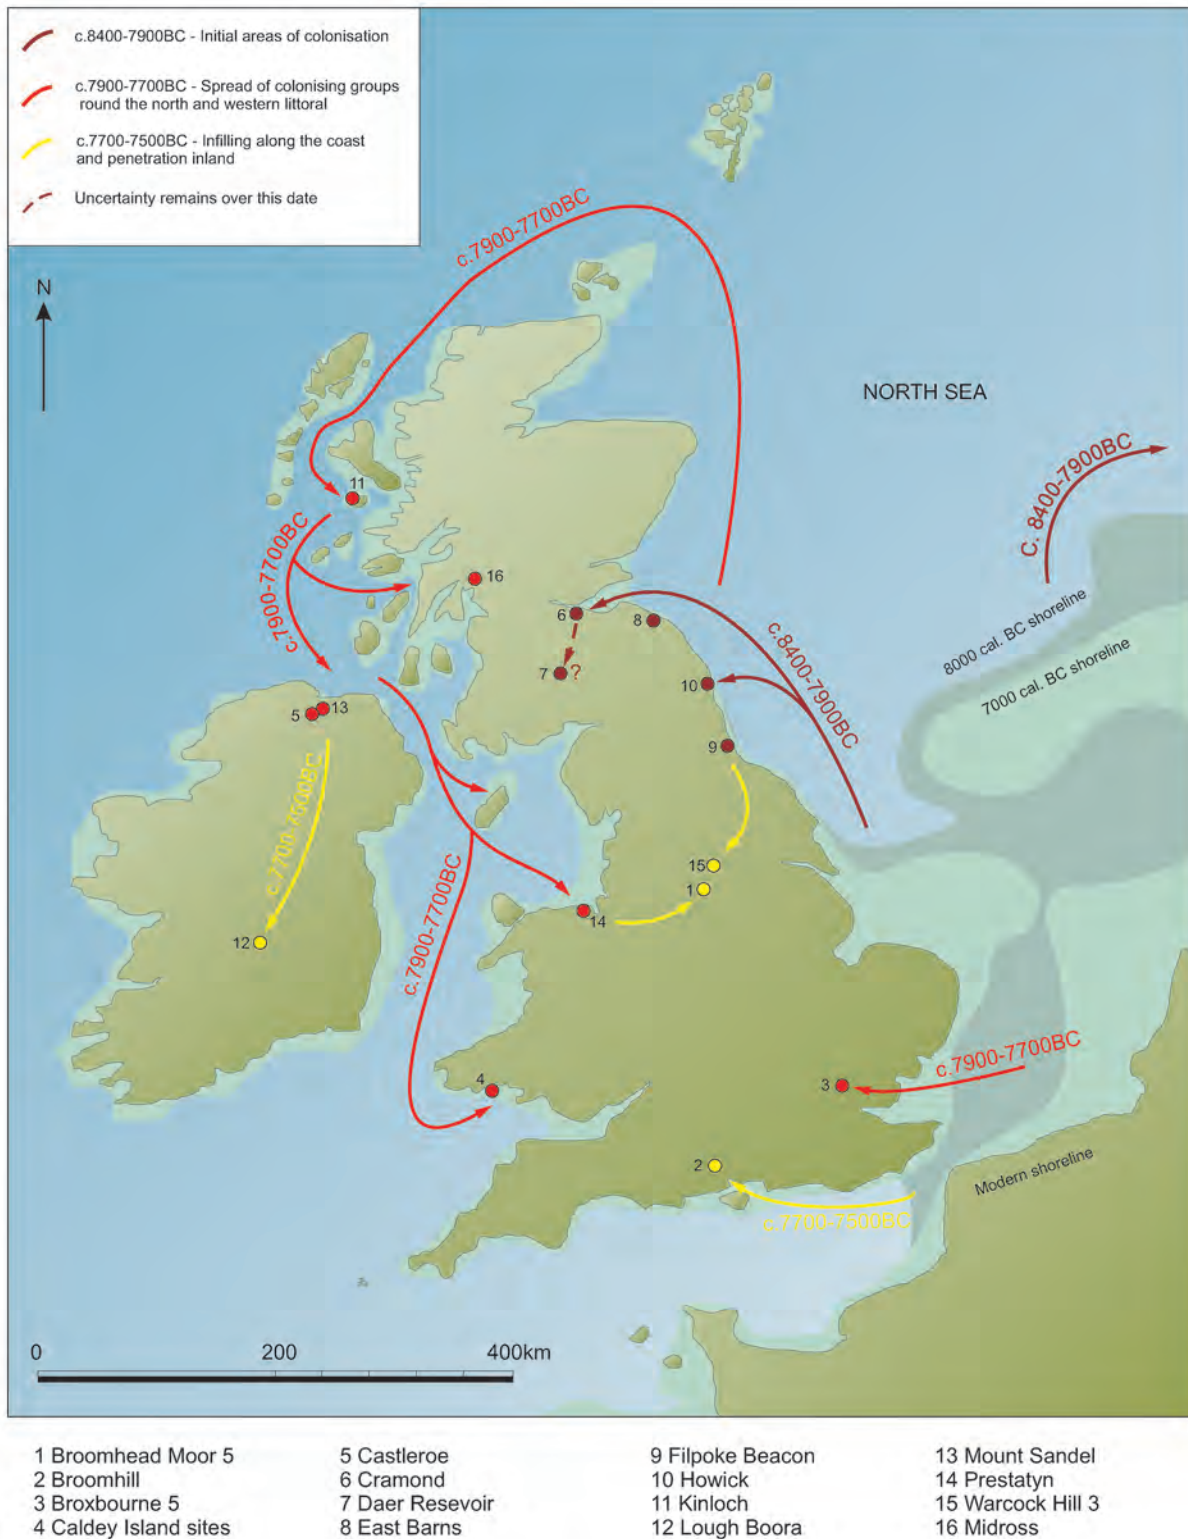 c.8400-7900BC - Initial areas of colonisation
c.7900-7700BC - Spread of colonising groups
round the north and western littoral
c.7700-7500BC - Infilling along the coast
and penetration inland
Uncertainty remains over this date
N
c.7900-7700BC
NORTH SEA
C. 8400-7900BC
11
c.7900-7700BC
16
6
8
c.8400-7900BC
8000 cal. BC shoreline
7000 cal. BC shoreline
7
?
10
5
13
9
c.7700-7500BC
15
1
14
12
c.7900-7700BC
4
3
c.7900-7700BC
2
c.7700-7500BC
Modern shoreline
0
200
400km
1 Broomhead Moor 5
2 Broomhill
3 Broxbourne 5
4 Caldey Island sites
5 Castleroe
6 Cramond
7 Daer Resevoir
8 East Barns
9 Filpoke Beacon
10 Howick
11 Kinloch
12 Lough Boora
13 Mount Sandel
14 Prestatyn
15 Warcock Hill 3
16 Midross